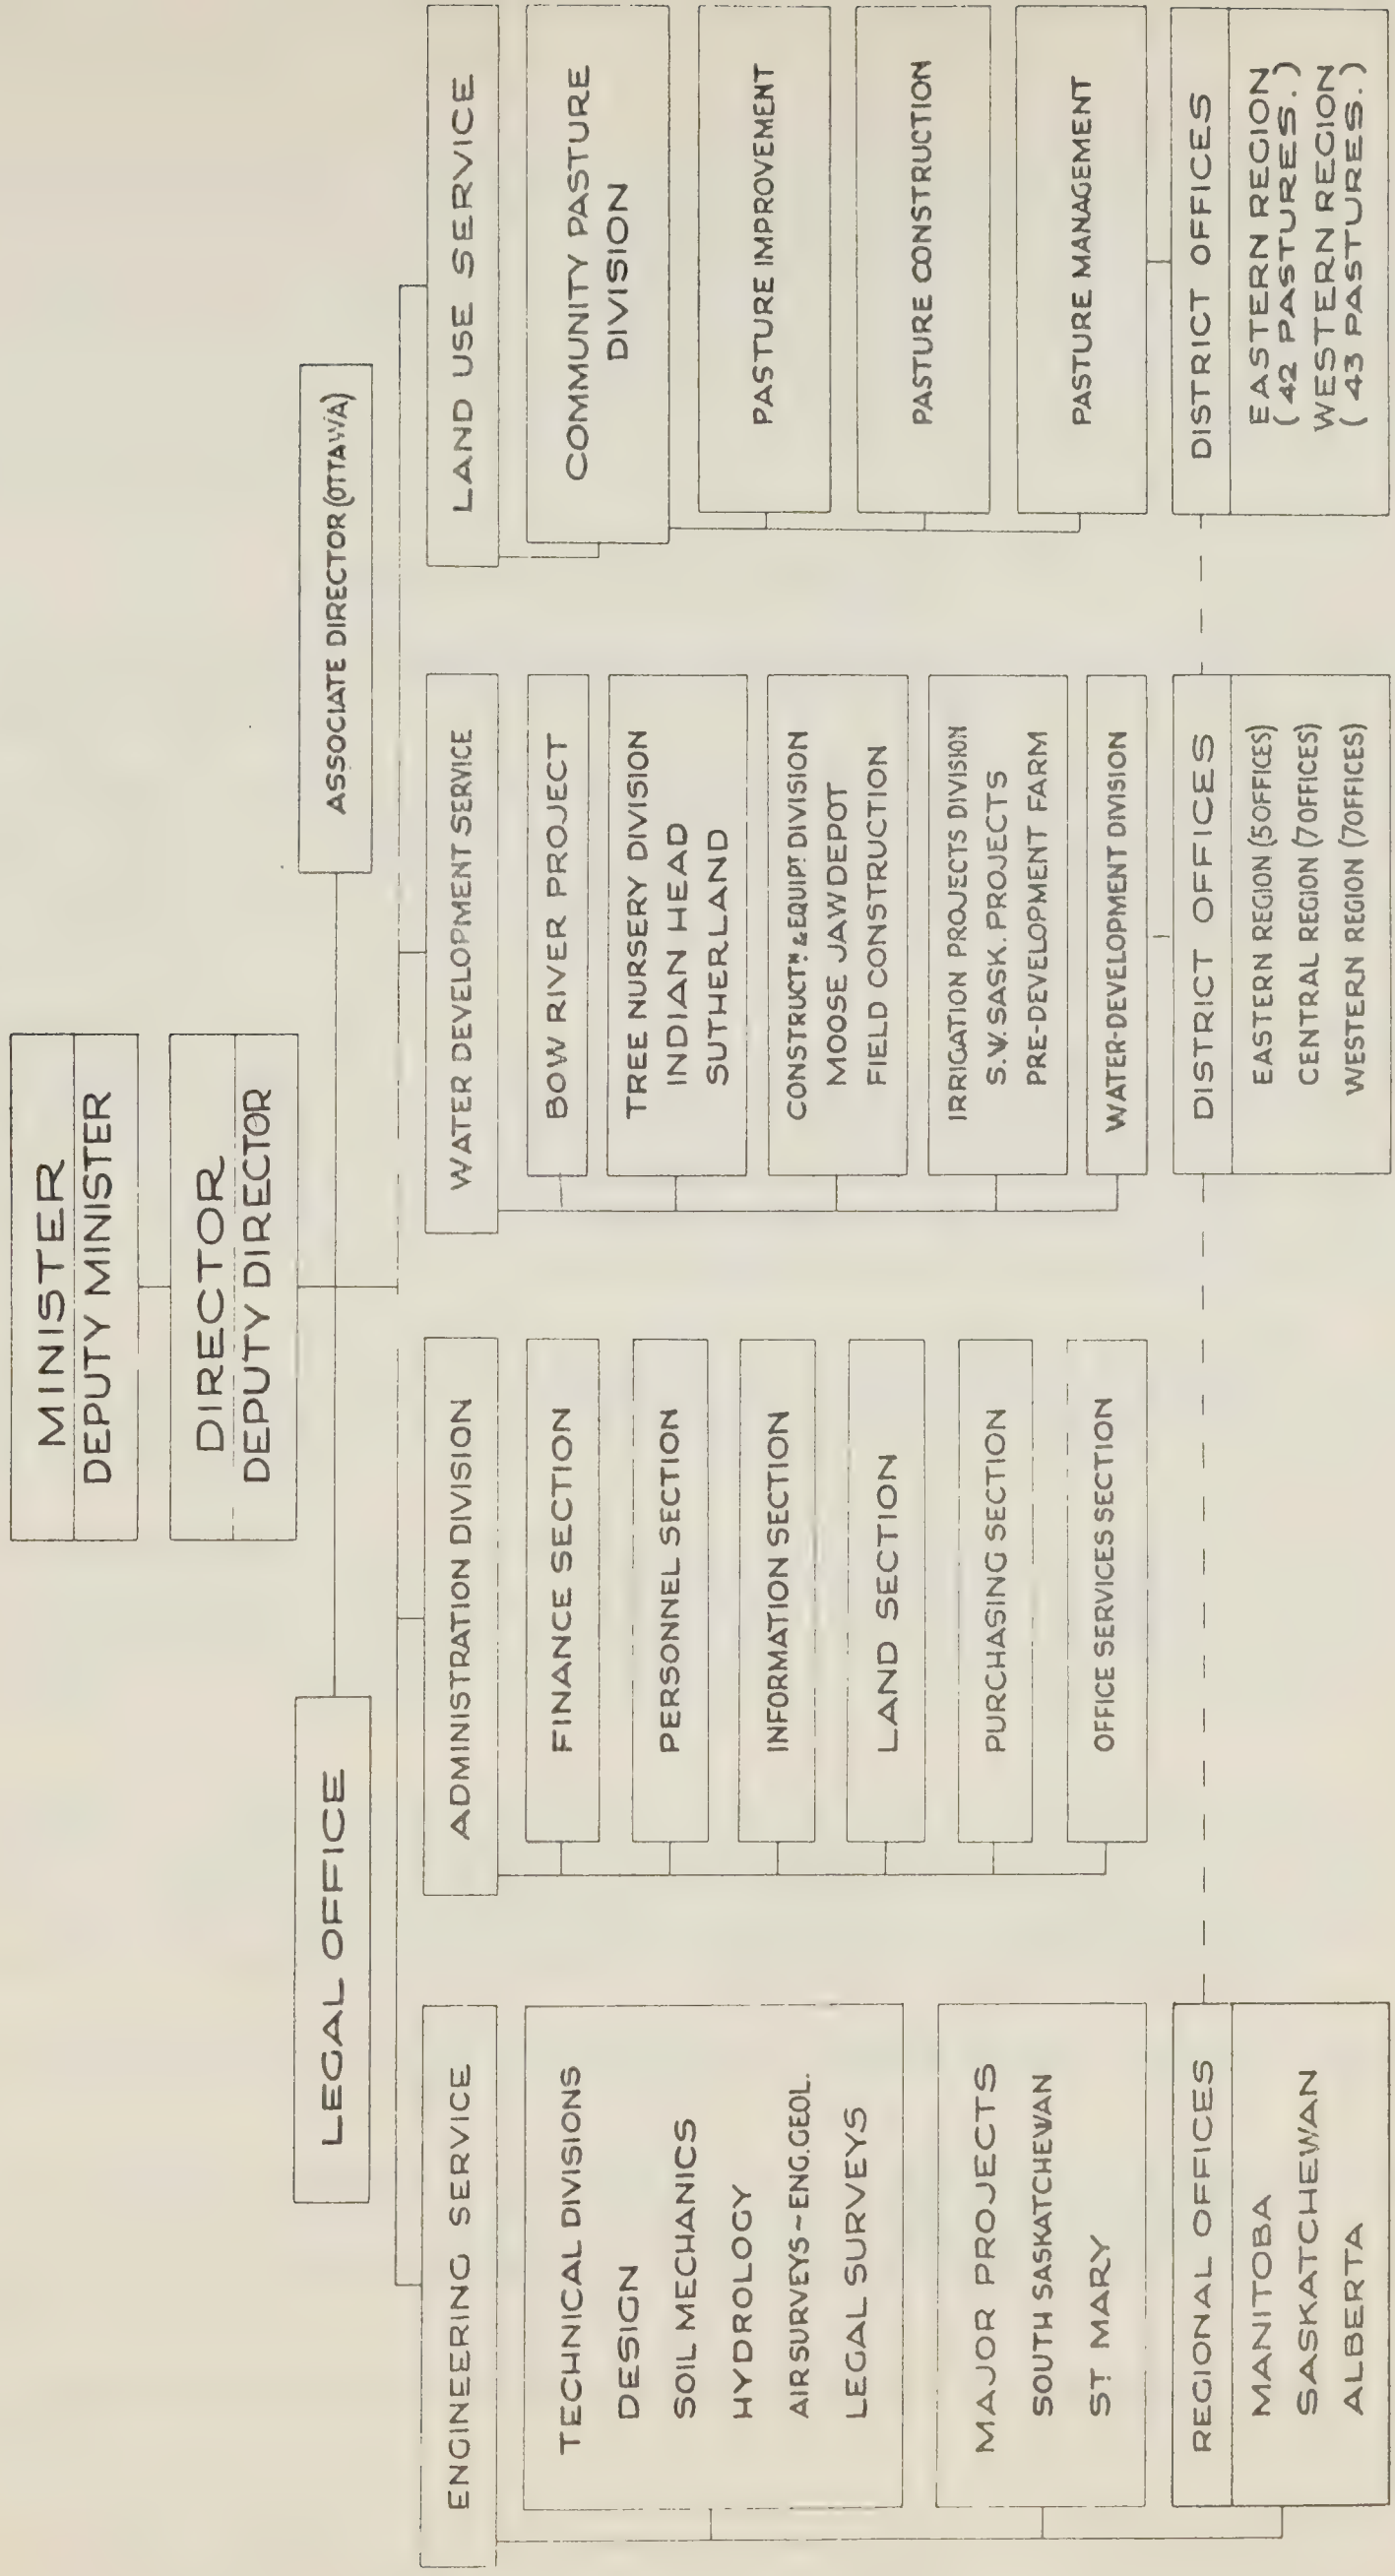 MINISTER
DEPUTY MINISTER
DIRECTOR
DEPUTY DIRECTOR
LEGAL OFFICE
ASSOCIATE DIRECTOR (OTTAWA)
ENGINEERING SERVICE
TECHNICAL DIVISIONS
DESIGN
SOIL MECHANICS
HYDROLOGY
AIR SURVEYS ~ ENG. GEOL.
LEGAL SURVEYS
MAJOR PROJECTS
SOUTH SASKATCHEWAN
ST MARY
REGIONAL OFFICES
MANITOBA
SASKATCHEWAN
ALBERTA
ADMINISTRATION DIVISION
FINANCE SECTION
PERSONNEL SECTION
INFORMATION SECTION
LAND SECTION
PURCHASING SECTION
OFFICE SERVICES SECTION
WATER DEVELOPMENT SERVICE
BOW RIVER PROJECT
TREE NURSERY DIVISION
INDIAN HEAD
SUTHERLAND
CONSTRUCT.N & EQUIPT. DIVISION
MOOSE JAW DEPOT
FIELD CONSTRUCTION
IRRIGATION PROJECTS DIVISION
S.W. SASK. PROJECTS
PRE-DEVELOPMENT FARM
WATER-DEVELOPMENT DIVISION
DISTRICT OFFICES
EASTERN REGION (5 OFFICES)
CENTRAL REGION (7 OFFICES)
WESTERN REGION (7 OFFICES)
LAND USE SERVICE
COMMUNITY PASTURE
DIVISION
PASTURE IMPROVEMENT
PASTURE CONSTRUCTION
PASTURE MANAGEMENT
DISTRICT OFFICES
EASTERN REGION
(42 PASTURES.)
WESTERN REGION
(43 PASTURES.)